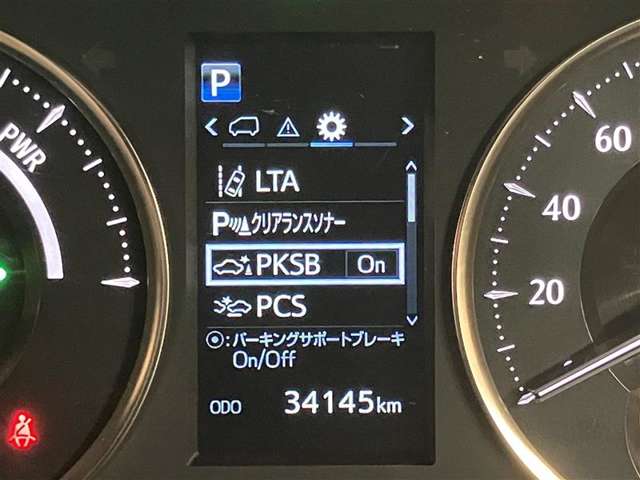 P
PWR
LTA
P クリアランスソナー
PKSB On
PCS
:パーキングサポートブレーキ
On/Off
ODO 34145km
60
40
20